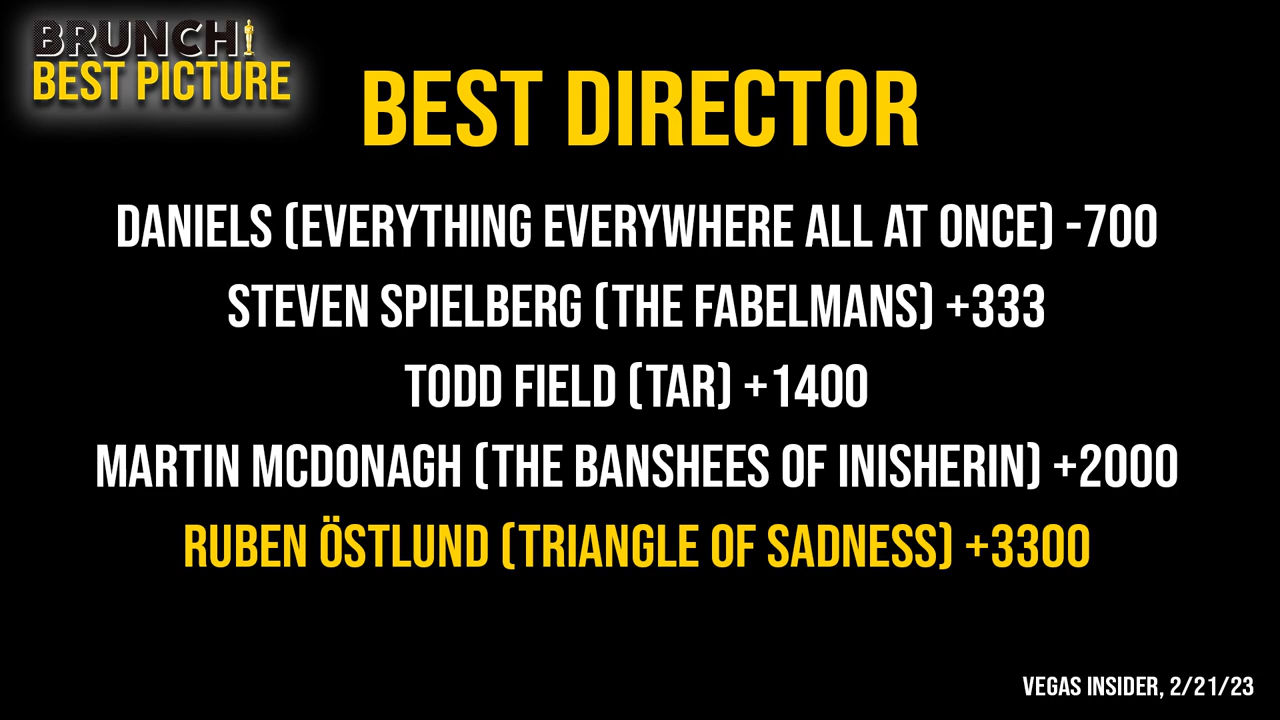 BRUNCH
BEST PICTURE
BEST DIRECTOR
DANIELS (EVERYTHING EVERYWHERE ALL AT ONCE) -700
STEVEN SPIELBERG (THE FABELMANS) +333
TODD FIELD (TAR) +1400
MARTIN MCDONAGH (THE BANSHEES OF INISHERIN) +2000
RUBEN ÖSTLUND (TRIANGLE OF SADNESS) +3300
VEGAS INSIDER, 2/21/23